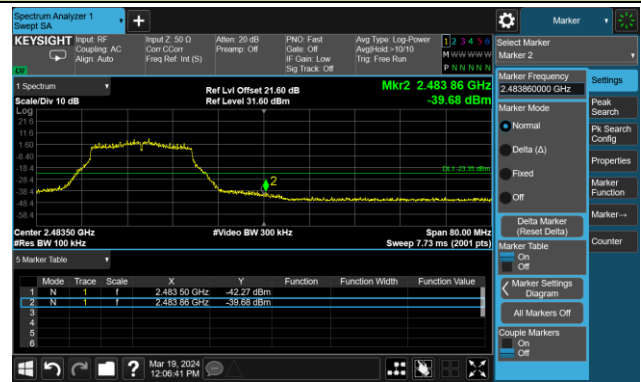 Spectrum Analyzer 1
Swept SA
Marker
KEYSIGHT
Input: RF
Coupling: AC
Align: Auto
Input Z: 50 Ω
Corr CCorr
Freq Ref: Int (S)
Atten: 20 dB
Preamp: Off
PNO: Fast
Gate: Off
IF Gain: Low
Sig Track: Off
Avg Type: Log-Power
Avg|Hold:>10/10
Trig: Free Run
1 2 3 4 5 6
M W W W W W
P N N N N N
LW
Select Marker
Marker 2
1 Spectrum
Scale/Div 10 dB
Log
Ref Lvl Offset 21.60 dB
Ref Level 31.60 dBm
Mkr2 2.483 86 GHz
-39.68 dBm
21.6
11.6
1.60
-8.40
-18.4
-28.4
-38.4
-48.4
-58.4
DL1 -23.35 dBm
2
Center 2.48350 GHz
#Res BW 100 kHz
#Video BW 300 kHz
Span 80.00 MHz
Sweep 7.73 ms (2001 pts)
5 Marker Table
Mode Trace Scale X Y Function Function Width Function Value
1 N 1 f 2.483 50 GHz -42.27 dBm
2 N 1 f 2.483 86 GHz -39.68 dBm
3
4
5
6
Marker Frequency
2.483860000 GHz
Marker Mode
Normal
Delta (Δ)
Fixed
Off
Delta Marker
(Reset Delta)
Marker Table
On
Off
Marker Settings
Diagram
All Markers Off
Couple Markers
On
Off
Settings
Peak
Search
Pk Search
Config
Properties
Marker
Function
Marker→
Counter
?
Mar 19, 2024
12:06:41 PM